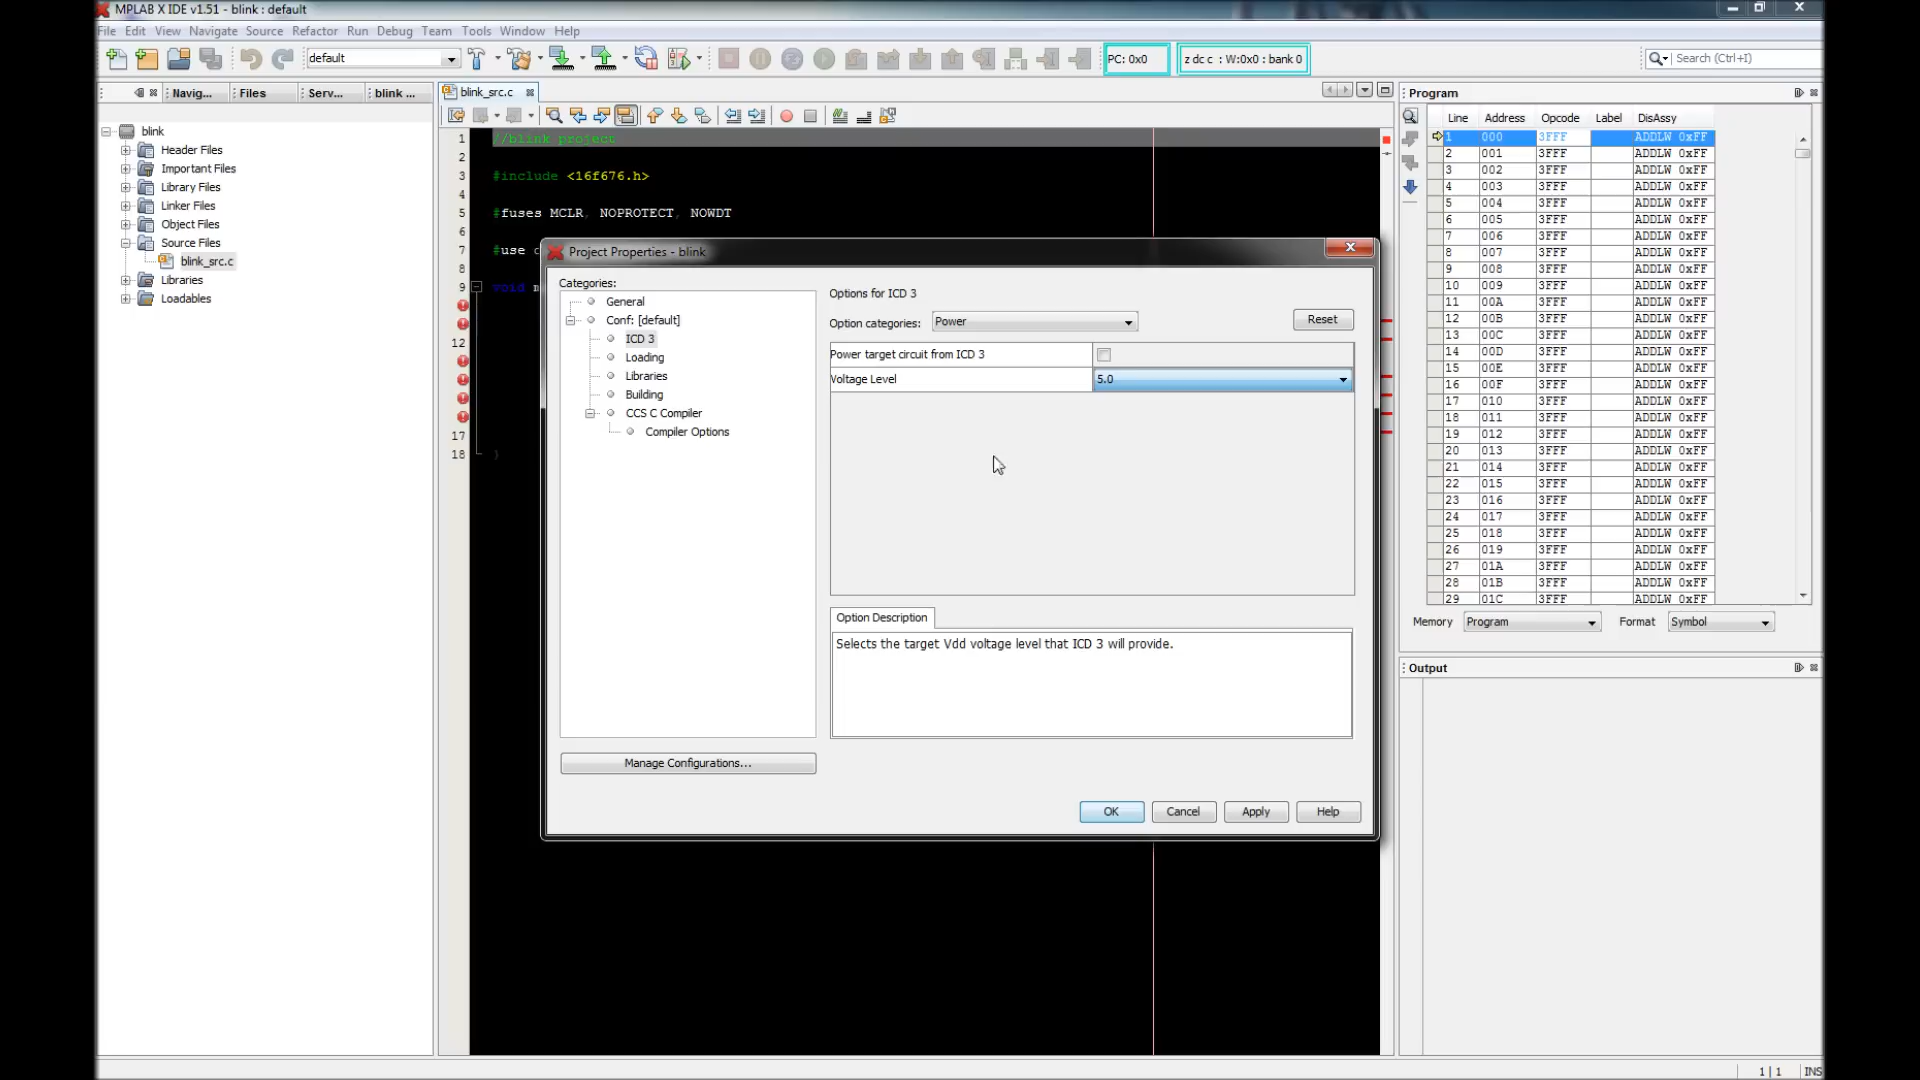 MPLAB X IDE v1.51 - blink : default
File Edit View Navigate Source Refactor Run Debug Team Tools Window Help
default
PC: 0x0
z dc c : W:0x0 : bank 0
Search (Ctrl+I)
Navig... Files Serv... blink ...
blink
Header Files
Important Files
Library Files
Linker Files
Object Files
Source Files
blink_src.c
Libraries
Loadables
blink_src.c
1 //blink project
2
3 #include <16f676.h>
4
5 #fuses MCLR, NOPROTECT, NOWDT
6
7 #use
8
9 void
12
17
18 }
Project Properties - blink
Categories:
General
Conf: [default]
ICD 3
Loading
Libraries
Building
CCS C Compiler
Compiler Options
Manage Configurations...
Options for ICD 3
Option categories: Power
Reset
Power target circuit from ICD 3
Voltage Level 5.0
Option Description
Selects the target Vdd voltage level that ICD 3 will provide.
OK Cancel Apply Help
Program
Line Address Opcode Label DisAssy
1 000 3FFF ADDLW 0xFF
2 001 3FFF ADDLW 0xFF
3 002 3FFF ADDLW 0xFF
4 003 3FFF ADDLW 0xFF
5 004 3FFF ADDLW 0xFF
6 005 3FFF ADDLW 0xFF
7 006 3FFF ADDLW 0xFF
8 007 3FFF ADDLW 0xFF
9 008 3FFF ADDLW 0xFF
10 009 3FFF ADDLW 0xFF
11 00A 3FFF ADDLW 0xFF
12 00B 3FFF ADDLW 0xFF
13 00C 3FFF ADDLW 0xFF
14 00D 3FFF ADDLW 0xFF
15 00E 3FFF ADDLW 0xFF
16 00F 3FFF ADDLW 0xFF
17 010 3FFF ADDLW 0xFF
18 011 3FFF ADDLW 0xFF
19 012 3FFF ADDLW 0xFF
20 013 3FFF ADDLW 0xFF
21 014 3FFF ADDLW 0xFF
22 015 3FFF ADDLW 0xFF
23 016 3FFF ADDLW 0xFF
24 017 3FFF ADDLW 0xFF
25 018 3FFF ADDLW 0xFF
26 019 3FFF ADDLW 0xFF
27 01A 3FFF ADDLW 0xFF
28 01B 3FFF ADDLW 0xFF
29 01C 3FFF ADDLW 0xFF
Memory Program Format Symbol
Output
1 | 1 INS